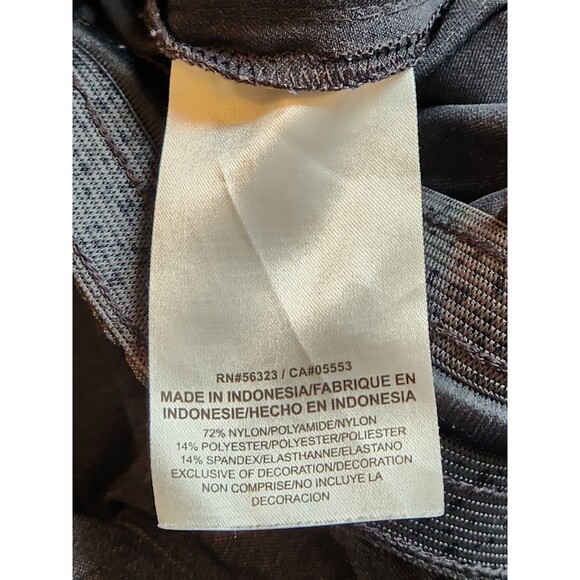 RN#56323 / CA#05553
MADE IN INDONESIA/FABRIQUE EN
INDONESIE/HECHO EN INDONESIA
72% NYLON/POLYAMIDE/NYLON
14% POLYESTER/POLYESTER/POLIESTER
14% SPANDEX/ELASTHANNE/ELASTANO
EXCLUSIVE OF DECORATION/DECORATION
NON COMPRISE/NO INCLUYE LA
DECORACION